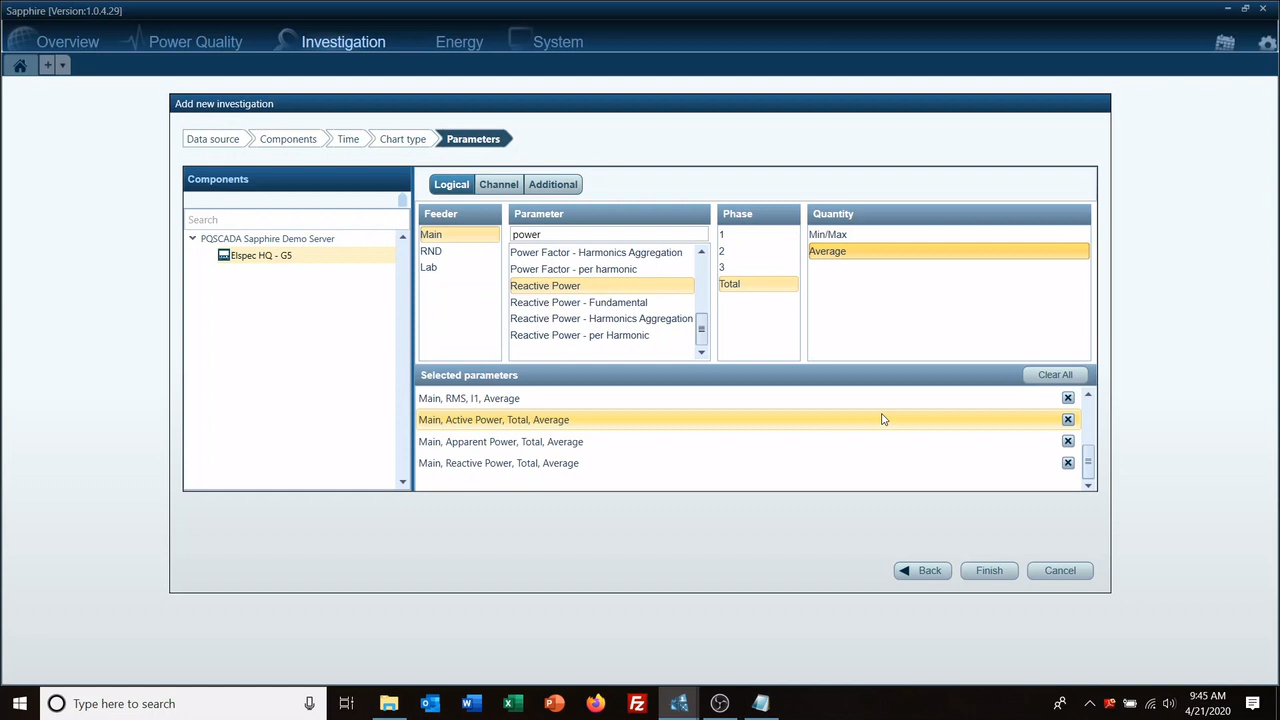 Sapphire [Version:1.0.4.29]
Overview
Power Quality
Investigation
Energy
System
Add new investigation
Data source
Components
Time
Chart type
Parameters
Components
Search
PQSCADA Sapphire Demo Server
Elspec HQ - G5
Logical
Channel
Additional
Feeder
Main
RND
Lab
Parameter
power
Power Factor - Harmonics Aggregation
Power Factor - per harmonic
Reactive Power
Reactive Power - Fundamental
Reactive Power - Harmonics Aggregation
Reactive Power - per Harmonic
Phase
1
2
3
Total
Quantity
Min/Max
Average
Selected parameters
Clear All
Main, RMS, I1, Average
Main, Active Power, Total, Average
Main, Apparent Power, Total, Average
Main, Reactive Power, Total, Average
Back
Finish
Cancel
Type here to search
9:45 AM
4/21/2020